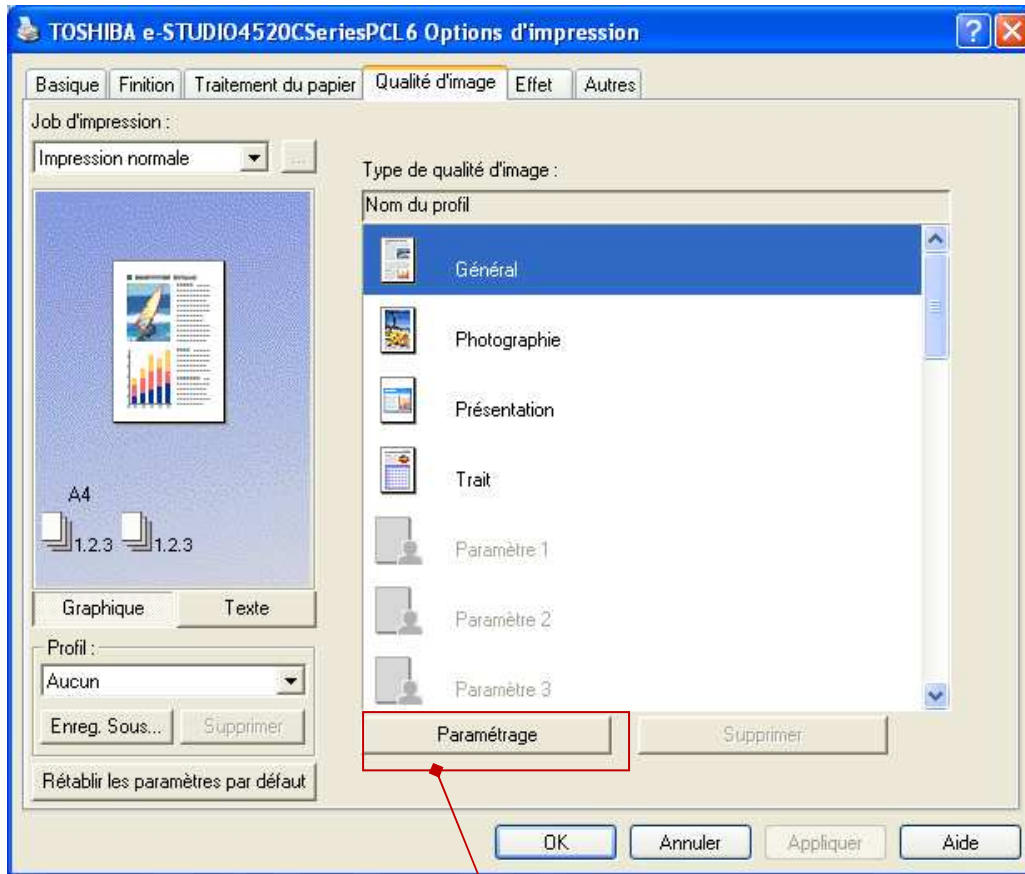 TOSHIBA e-STUDIO4520CSeriesPCL6 Options d'impression
Basique Finition Traitement du papier Qualité d'image Effet Autres
Job d'impression :
Impression normale ...
A4
1.2.3 1.2.3
Graphique Texte
Profil :
Aucun
Enreg. Sous... Supprimer
Rétablir les paramètres par défaut
Type de qualité d'image :
Nom du profil
Général
Photographie
Présentation
Trait
Paramètre 1
Paramètre 2
Paramètre 3
Paramétrage Supprimer
OK Annuler Appliquer Aide